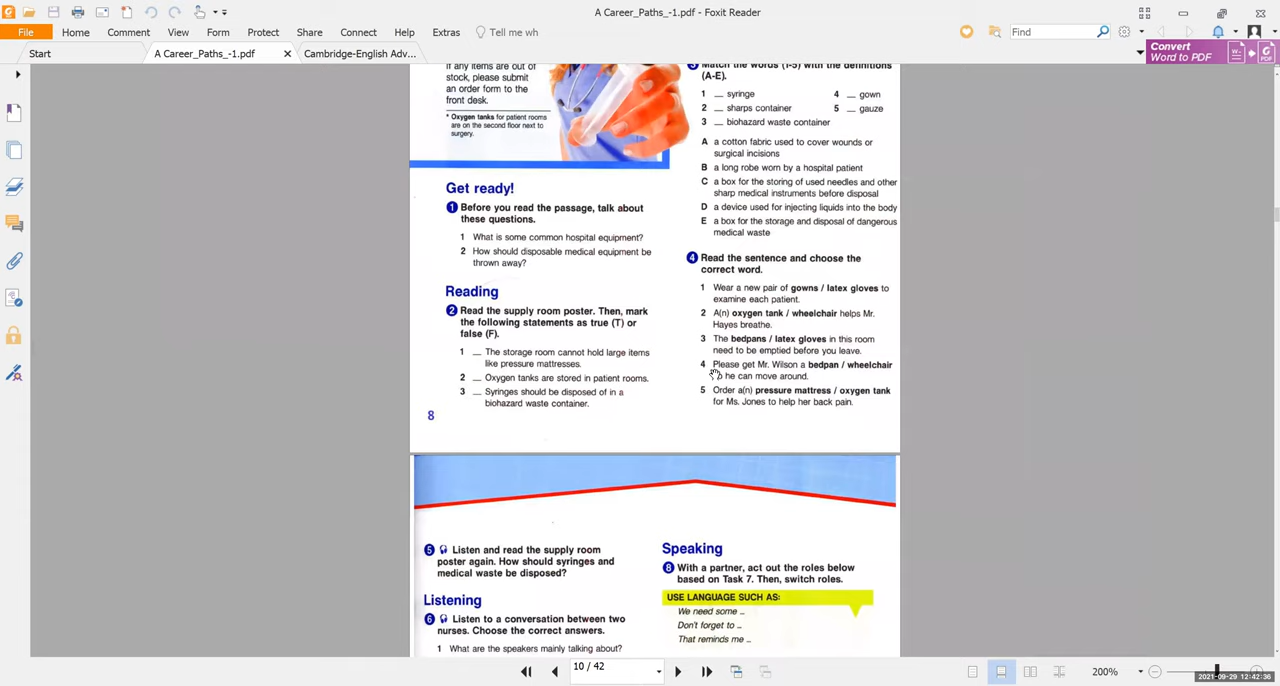 A Career_Paths_-1.pdf - Foxit Reader
File
Home
Comment
View
Form
Protect
Share
Connect
Help
Extras
Tell me wh
Find
Start
A Career_Paths_-1.pdf
Cambridge-English Adv...
Convert
Word to PDF
If any items are out of
stock, please submit
an order form to the
front desk.
* Oxygen tanks for patient rooms
are on the second floor next to
surgery.
Get ready!
1 Before you read the passage, talk about
these questions.
1 What is some common hospital equipment?
2 How should disposable medical equipment be
thrown away?
Reading
2 Read the supply room poster. Then, mark
the following statements as true (T) or
false (F).
1 __ The storage room cannot hold large items
like pressure mattresses.
2 __ Oxygen tanks are stored in patient rooms.
3 __ Syringes should be disposed of in a
biohazard waste container.
8
3 Match the words (1-5) with the definitions
(A-E).
1 __ syringe
4 __ gown
2 __ sharps container
5 __ gauze
3 __ biohazard waste container
A a cotton fabric used to cover wounds or
surgical incisions
B a long robe worn by a hospital patient
C a box for the storing of used needles and other
sharp medical instruments before disposal
D a device used for injecting liquids into the body
E a box for the storage and disposal of dangerous
medical waste
4 Read the sentence and choose the
correct word.
1 Wear a new pair of gowns / latex gloves to
examine each patient.
2 A(n) oxygen tank / wheelchair helps Mr.
Hayes breathe.
3 The bedpans / latex gloves in this room
need to be emptied before you leave.
4 Please get Mr. Wilson a bedpan / wheelchair
he can move around.
5 Order a(n) pressure mattress / oxygen tank
for Ms. Jones to help her back pain.
5 Listen and read the supply room
poster again. How should syringes and
medical waste be disposed?
Listening
6 Listen to a conversation between two
nurses. Choose the correct answers.
1 What are the speakers mainly talking about?
Speaking
8 With a partner, act out the roles below
based on Task 7. Then, switch roles.
USE LANGUAGE SUCH AS:
We need some ...
Don't forget to ...
That reminds me ...
10 / 42
200%
2021-09-29 12:42:36